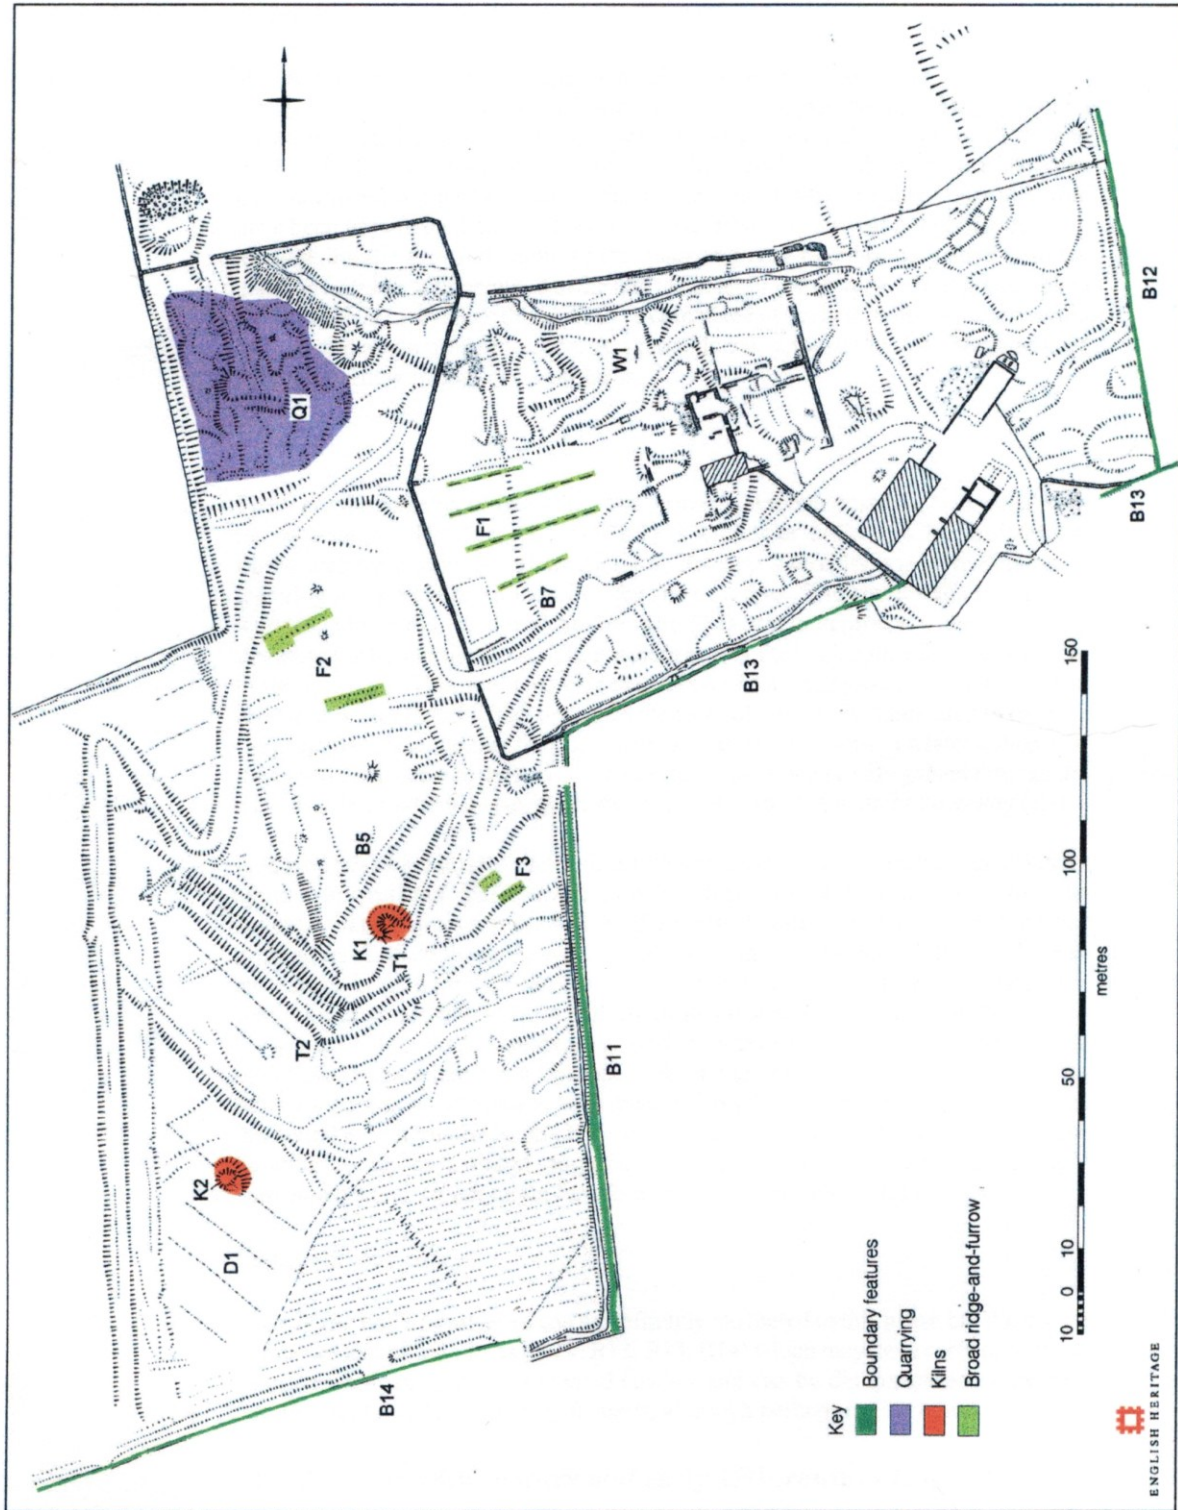 Q1
F1
F2
B7
W1
B12
B13
B13
B5
K1
T1
F3
T2
K2
D1
B11
B14
10 0 10 50 100 150
metres
Key
Boundary features
Quarrying
Kilns
Broad ridge-and-furrow
ENGLISH HERITAGE